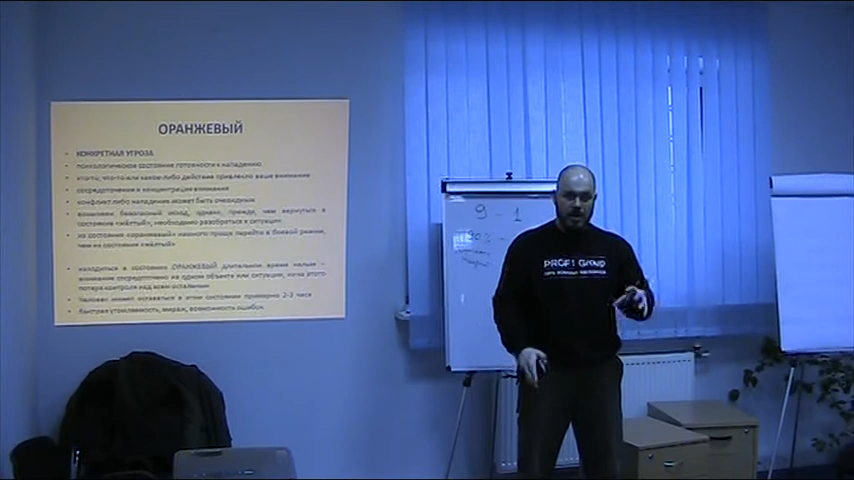 ОРАНЖЕВЫЙ
КОНКРЕТНАЯ УГРОЗА
психологическое состояние готовности к нападению
кто-то, что-то или какое-либо действие привлекло ваше внимание
сосредоточение и концентрация внимания
конфликт либо нападение может быть очевидным
возможен безопасный исход, однако, прежде, чем вернуться в
состояние «жёлтый», необходимо разобраться в ситуации
из состояния «оранжевый» намного проще перейти в боевой режим,
чем из состояния «жёлтый»
находиться в состоянии ОРАНЖЕВЫЙ длительное время нельзя –
внимание сосредоточено на одном объекте или ситуации, из-за этого
потеря контроля над всем остальным
Человек может оставаться в этом состоянии примерно 2-3 часа
быстрая утомляемость, мираж, возможность ошибок
9 - 1
PROFI GROUP